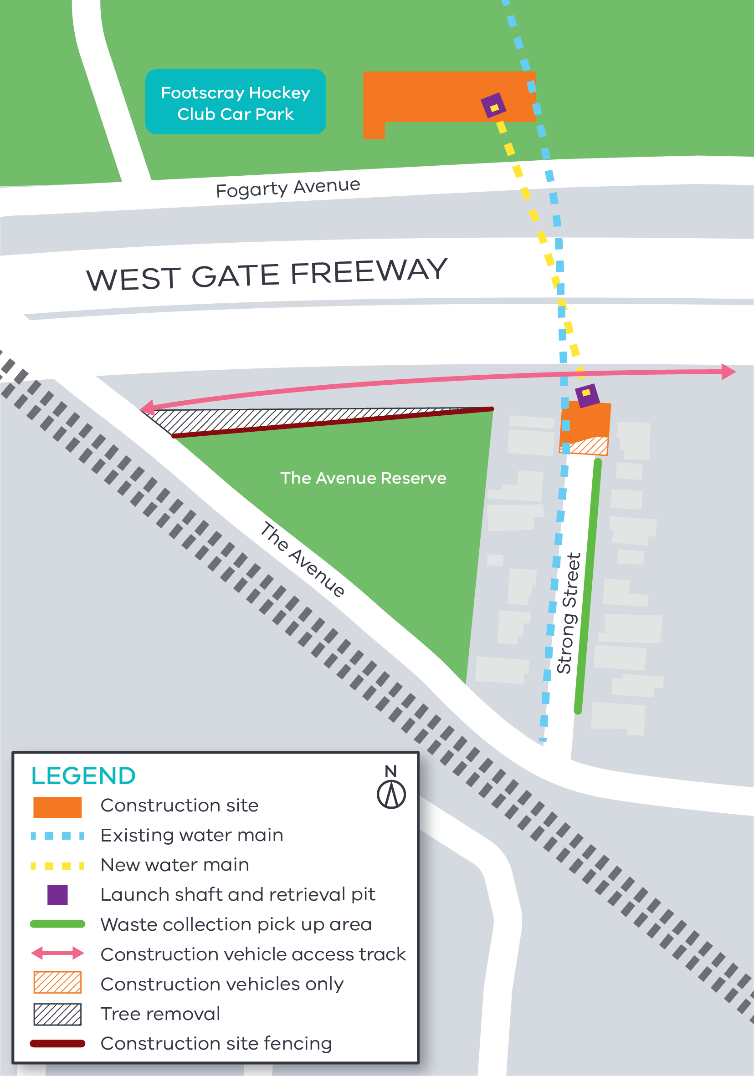 Footscray Hockey
Club Car Park
Fogarty Avenue
WEST GATE FREEWAY
The Avenue Reserve
The Avenue
Strong Street
LEGEND
N
Construction site
Existing water main
New water main
Launch shaft and retrieval pit
Waste collection pick up area
Construction vehicle access track
Construction vehicles only
Tree removal
Construction site fencing